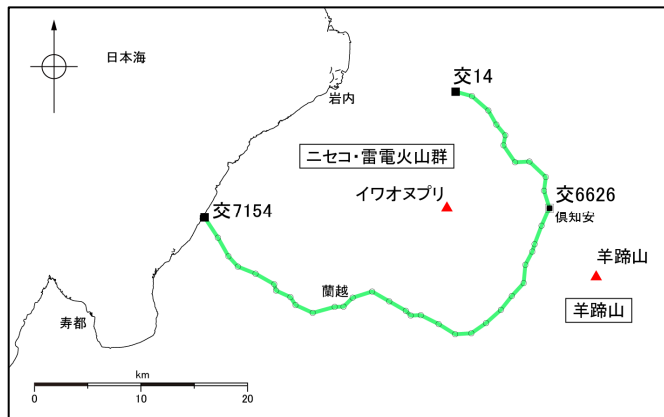 日本海
交14
岩内
ニセコ・雷電火山群
イワオヌプリ
交6626
倶知安
交7154
羊蹄山
蘭越
羊蹄山
寿都
km
0
10
20